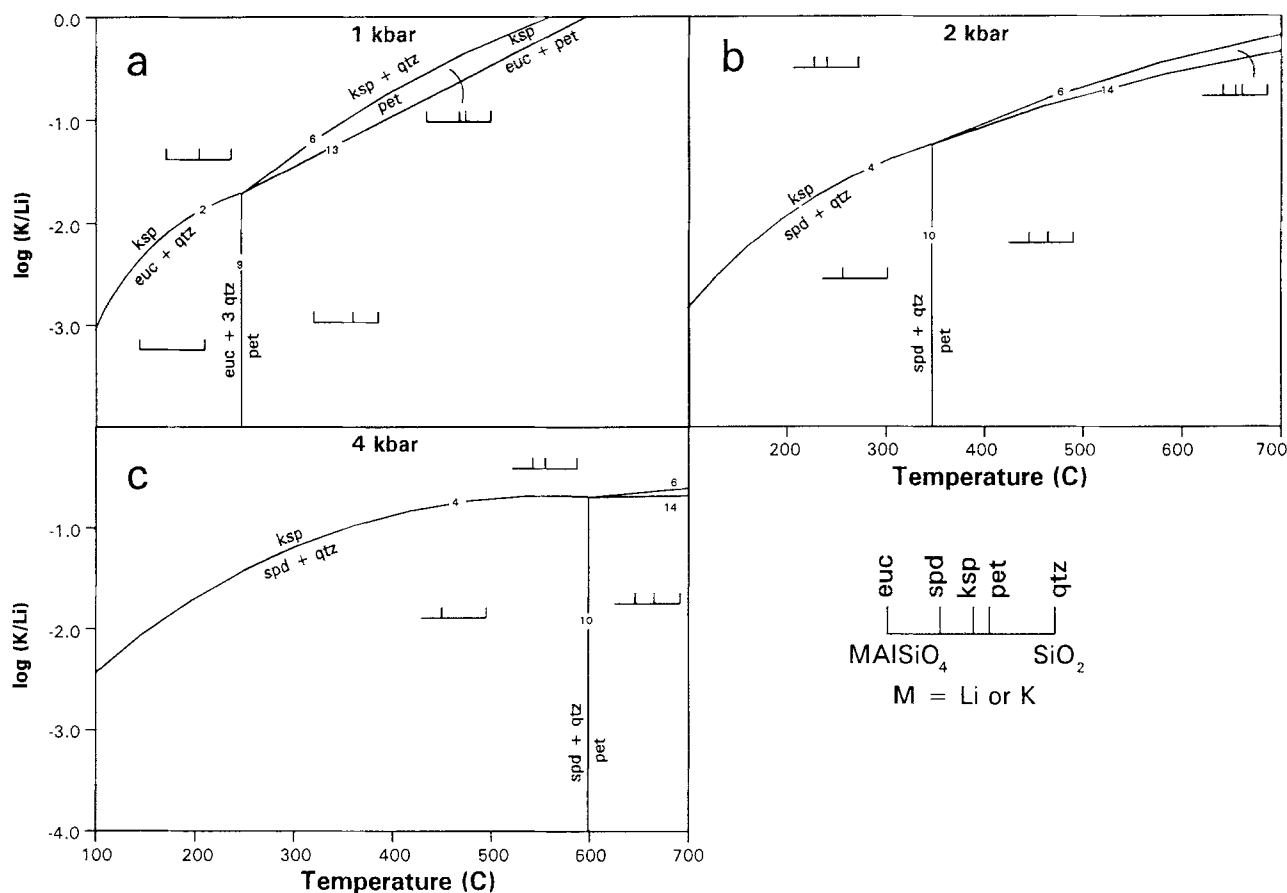 a
1 kbar
0.0
-1.0
-2.0
-3.0
log (K/Li)
ksp + qtz
ksp
pet
euc + pet
6
13
2
ksp
euc + qtz
9
euc + 3 qtz
pet
b
2 kbar
6
14
4
ksp
spd + qtz
10
spd + qtz
pet
200 300 400 500 600 700
Temperature (C)
c
4 kbar
-1.0
-2.0
-3.0
-4.0
log (K/Li)
4
6
14
ksp
spd + qtz
10
spd + qtz
pet
100 200 300 400 500 600 700
Temperature (C)
euc spd ksp pet qtz
MAlSiO4 SiO2
M = Li or K